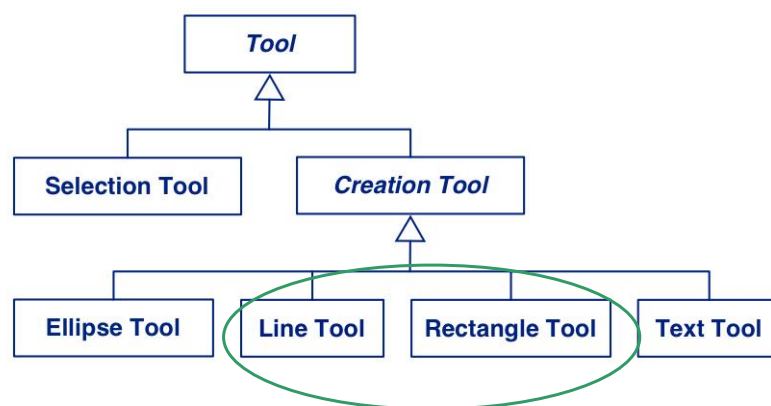 Tool
Selection Tool
Creation Tool
Ellipse Tool
Line Tool
Rectangle Tool
Text Tool